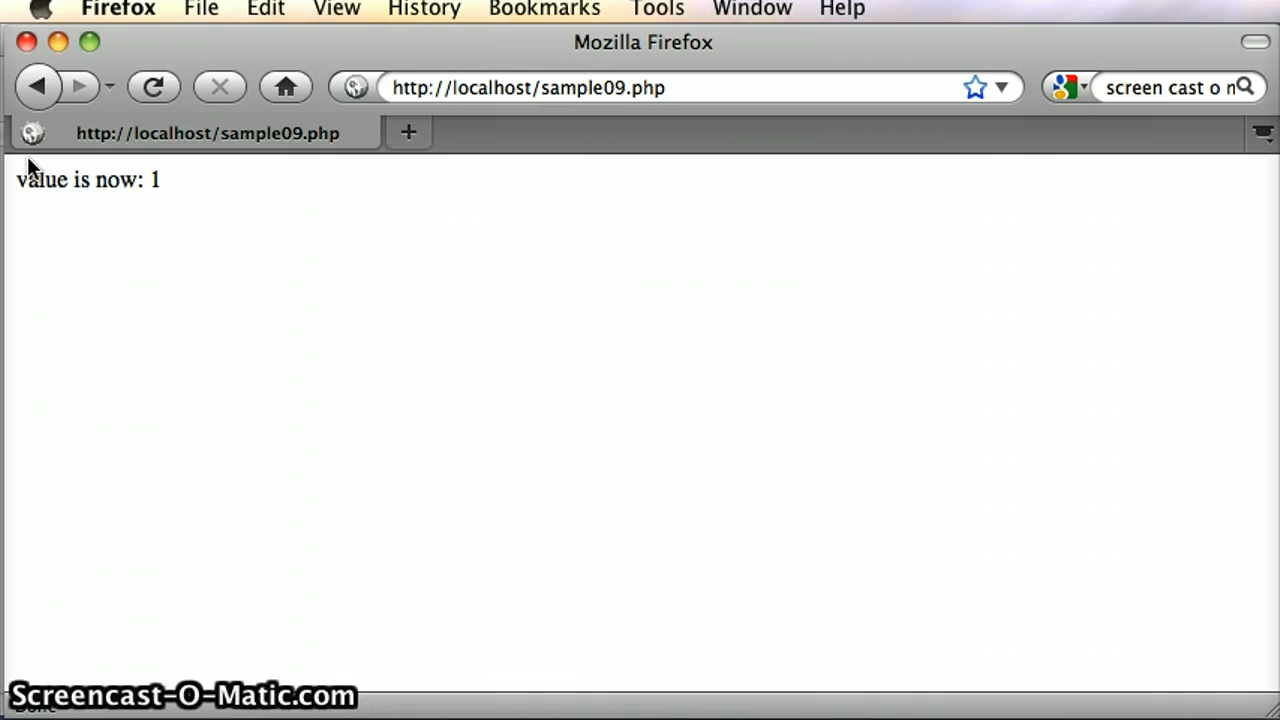 Firefox File Edit View History Bookmarks Tools Window Help
Mozilla Firefox
http://localhost/sample09.php screen cast o n
http://localhost/sample09.php +
value is now: 1
Screencast-O-Matic.com